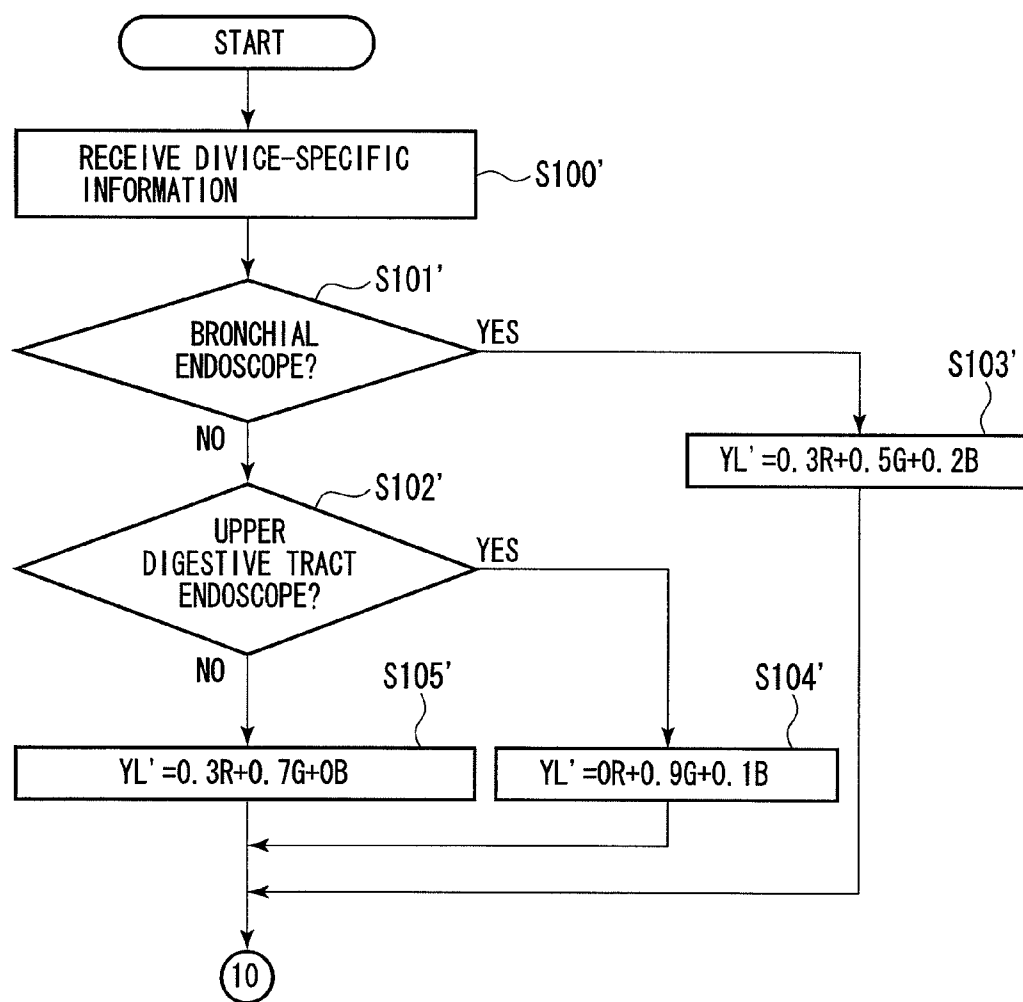 START
RECEIVE DIVICE-SPECIFIC
INFORMATION
S100'
S101'
BRONCHIAL
ENDOSCOPE?
YES
NO
S103'
YL'=0.3R+0.5G+0.2B
S102'
UPPER
DIGESTIVE TRACT
ENDOSCOPE?
YES
NO
S105'
S104'
YL'=0.3R+0.7G+0B
YL'=0R+0.9G+0.1B
10